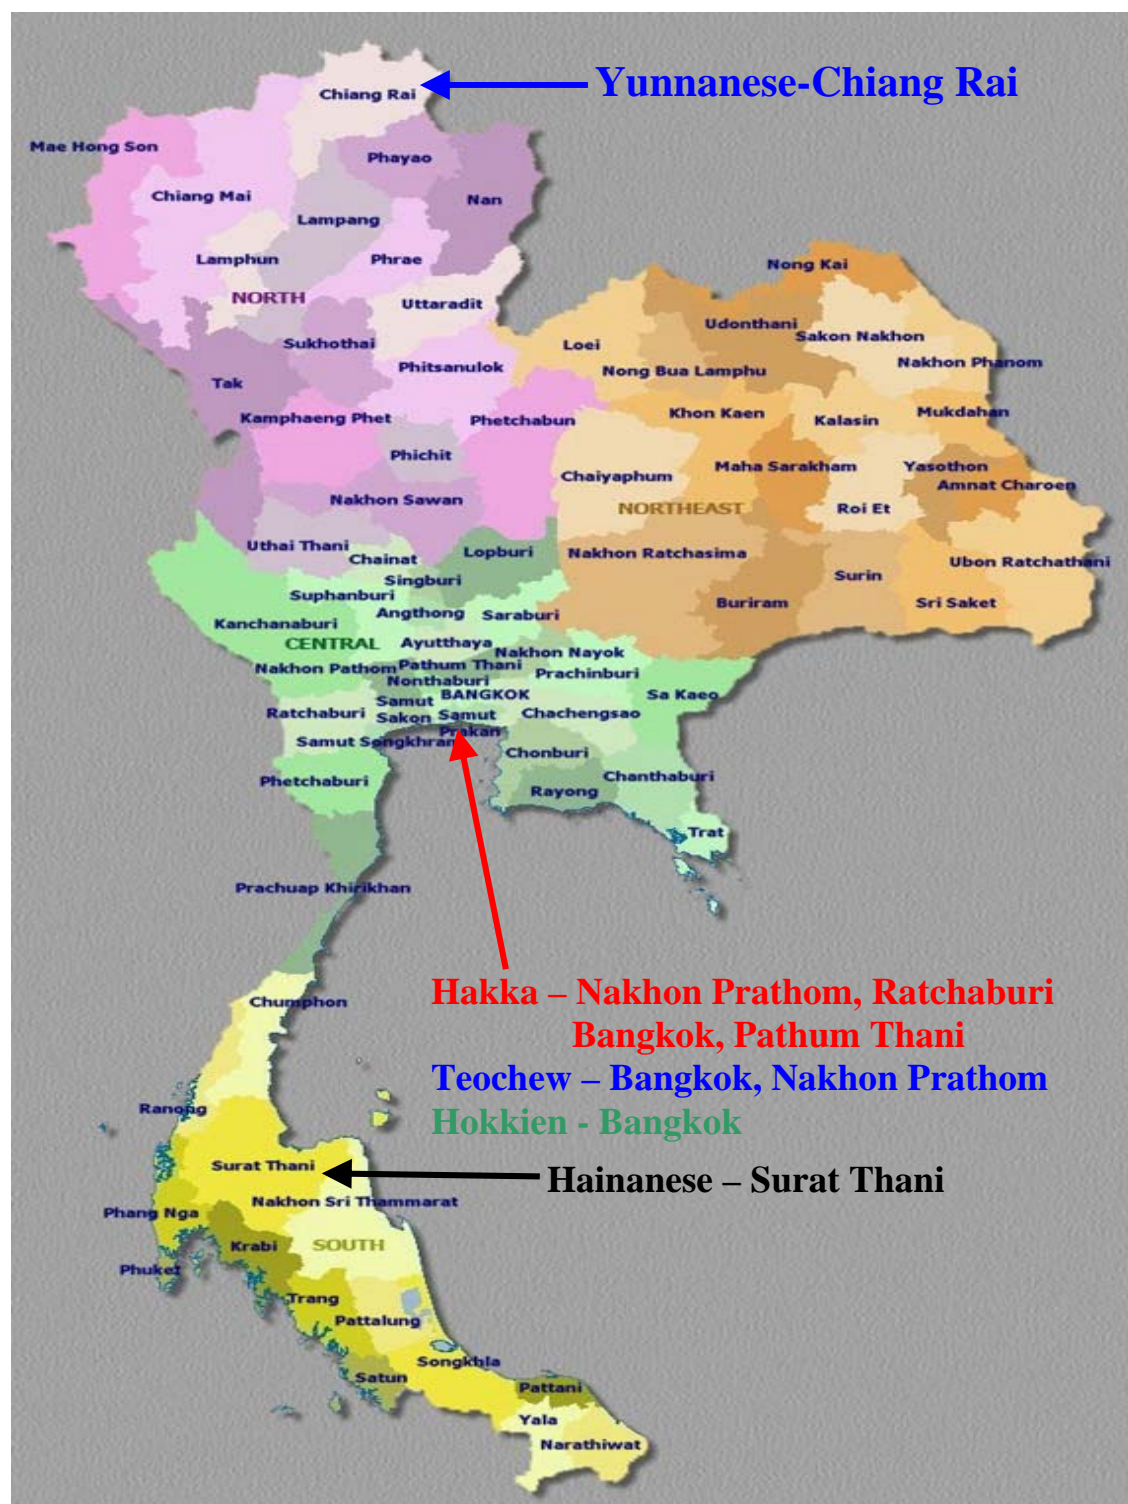 Yunnanese-Chiang Rai
Chiang Rai
Mae Hong Son
Phayao
Chiang Mai
Nan
Lampang
Lamphun
Phrae
Nong Kai
NORTH
Uttaradit
Udonthani
Sukhothai
Loei
Sakon Nakhon
Phitsanulok
Nong Bua Lamphu
Nakhon Phanom
Tak
Kamphaeng Phet
Phetchabun
Khon Kaen
Kalasin
Mukdahan
Phichit
Chaiyaphum
Maha Sarakham
Yasothon
Amnat Charoen
Nakhon Sawan
NORTHEAST
Roi Et
Uthai Thani
Chainat
Lopburi
Nakhon Ratchasima
Ubon Ratchathani
Singburi
Surin
Suphanburi
Buriram
Sri Saket
Angthong
Saraburi
Kanchanaburi
CENTRAL
Ayutthaya
Nakhon Nayok
Nakhon Pathom
Pathum Thani
Prachinburi
Nonthaburi
BANGKOK
Sa Kaeo
Samut
Sakon
Ratchaburi
Samut
Prakan
Chachengsao
Samut Songkhram
Chonburi
Phetchaburi
Chanthaburi
Rayong
Trat
Prachuap Khirikhan
Hakka – Nakhon Prathom, Ratchaburi
Bangkok, Pathum Thani
Teochew – Bangkok, Nakhon Prathom
Hokkien - Bangkok
Chumphon
Ranong
Surat Thani
Hainanese – Surat Thani
Nakhon Sri Thammarat
Phang Nga
Krabi
SOUTH
Phuket
Trang
Pattalung
Songkhla
Satun
Pattani
Yala
Narathiwat